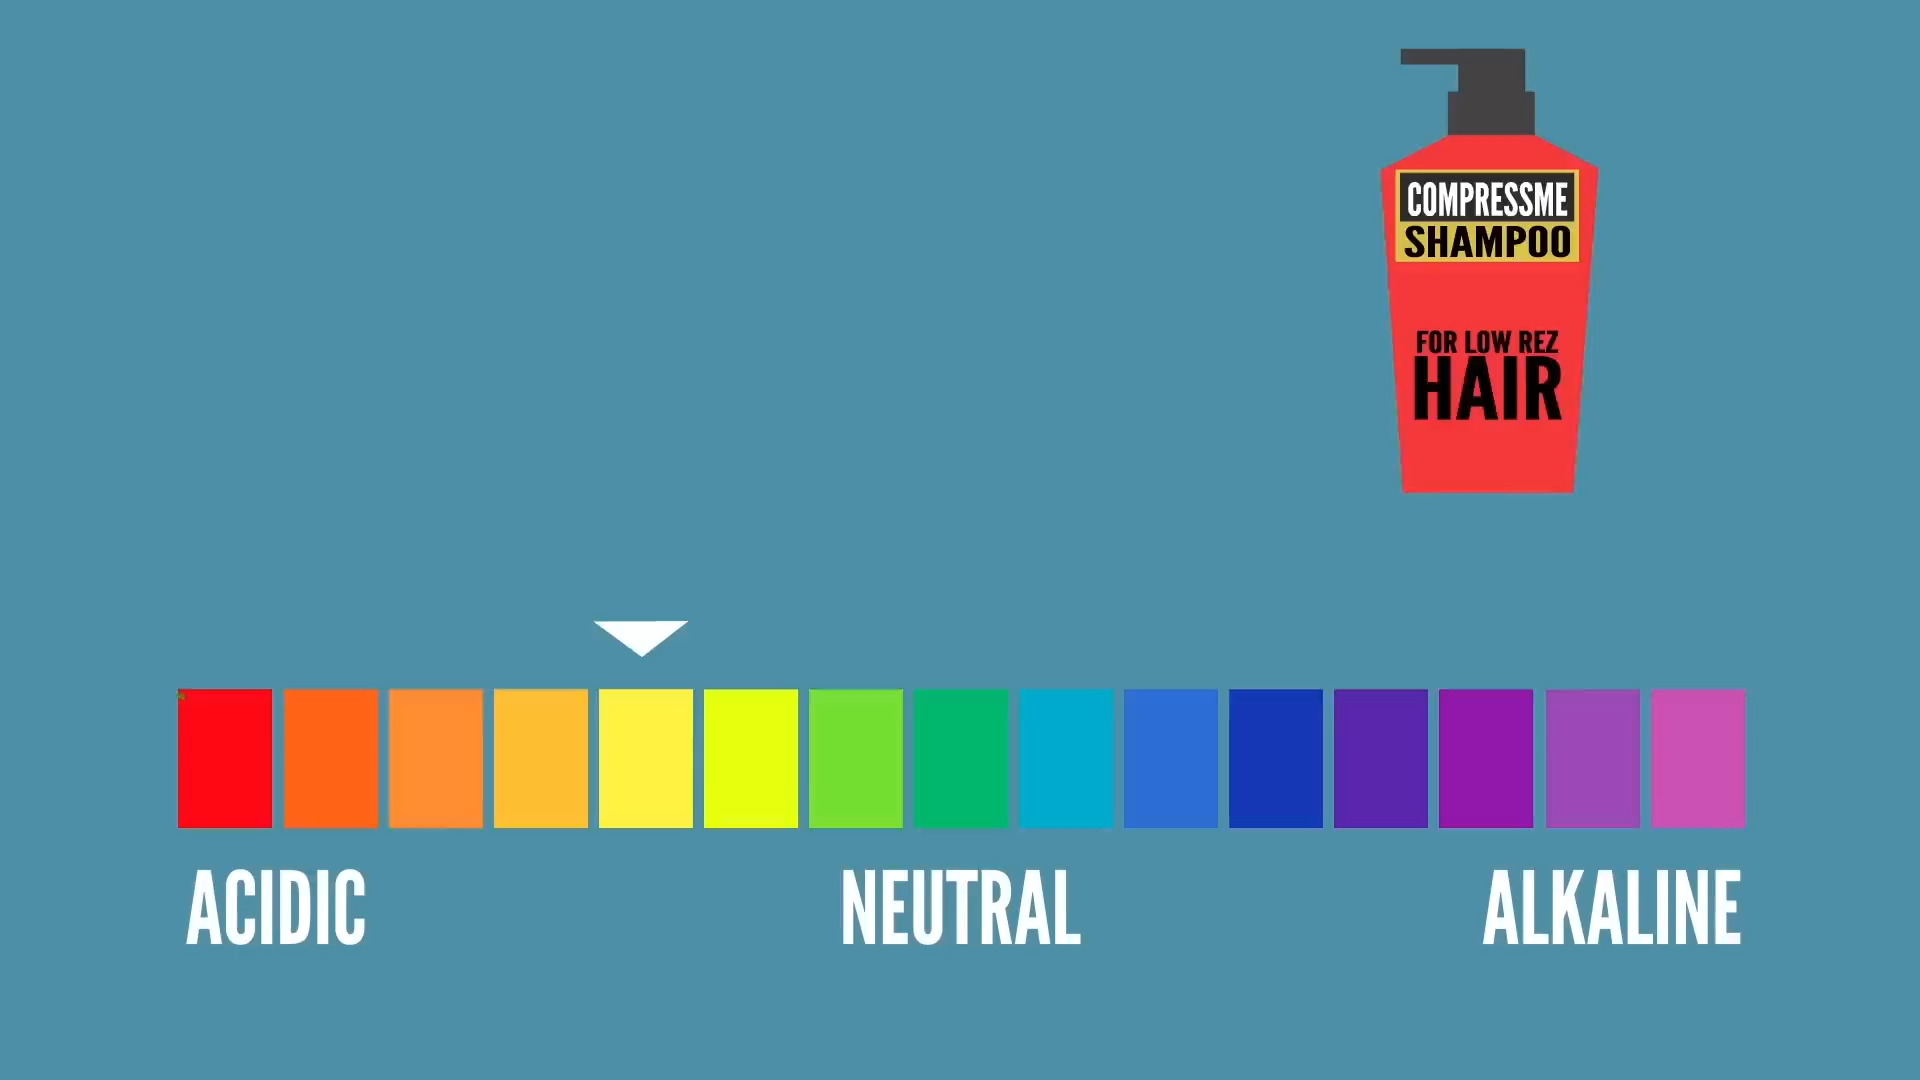 COMPRESSME
SHAMPOO
FOR LOW REZ
HAIR
ACIDIC NEUTRAL ALKALINE